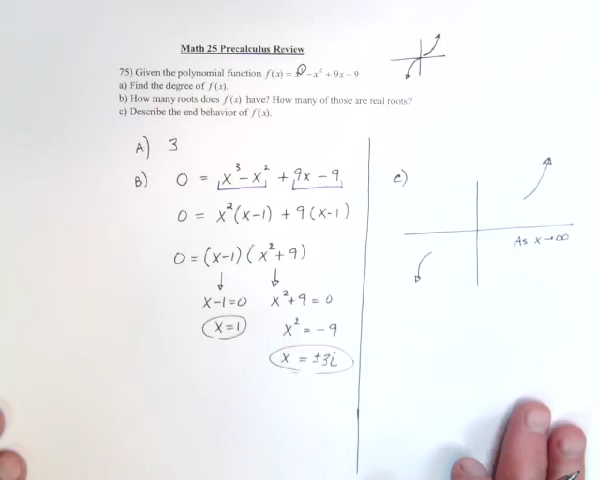 Math 25 Precalculus Review
75) Given the polynomial function f(x) = x³ − x² + 9x − 9
a) Find the degree of f(x).
b) How many roots does f(x) have? How many of those are real roots?
c) Describe the end behavior of f(x).
A) 3
B) 0 = x³ − x² + 9x − 9
0 = x²(x−1) + 9(x−1)
0 = (x−1)(x²+9)
x−1=0 x²+9 = 0
x=1 x² = −9
x = ±3i
c)
As x→∞